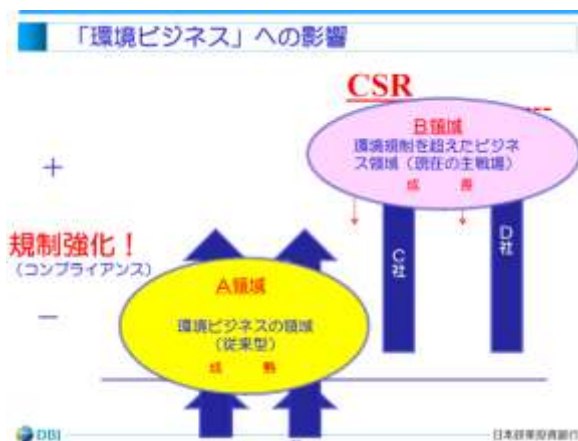 「環境ビジネス」への影響
CSR
B領域
環境規制を超えたビジネ
ス領域（現在の主戦場）
成 長
＋
規制強化！
（コンプライアンス）
－
C社
D社
A領域
環境ビジネスの領域
（従来型）
成 熟
DBJ
日本政策投資銀行